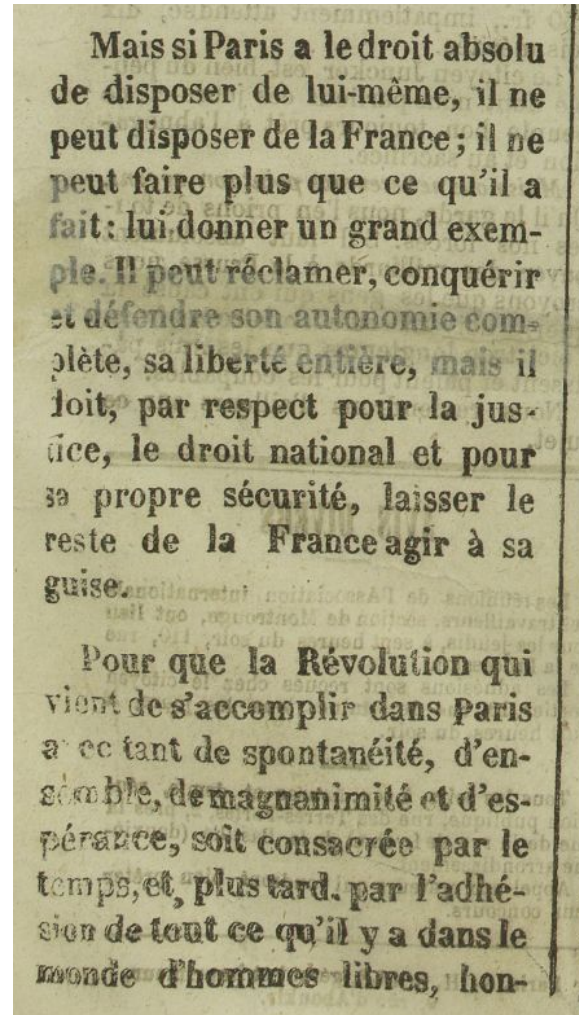 Mais si Paris a le droit absolu
de disposer de lui-même, il ne
peut disposer de la France ; il ne
peut faire plus que ce qu'il a
fait : lui donner un grand exem-
ple. Il peut réclamer, conquérir
et défendre son autonomie com-
plète, sa liberté entière, mais il
doit, par respect pour la jus-
tice, le droit national et pour
sa propre sécurité, laisser le
reste de la France agir à sa
guise.
Pour que la Révolution qui
vient de s'accomplir dans Paris
avec tant de spontanéité, d'en-
semble, de magnanimité et d'es-
pérance, soit consacrée par le
temps, et, plus tard, par l'adhé-
sion de tout ce qu'il y a dans le
monde d'hommes libres, hon-